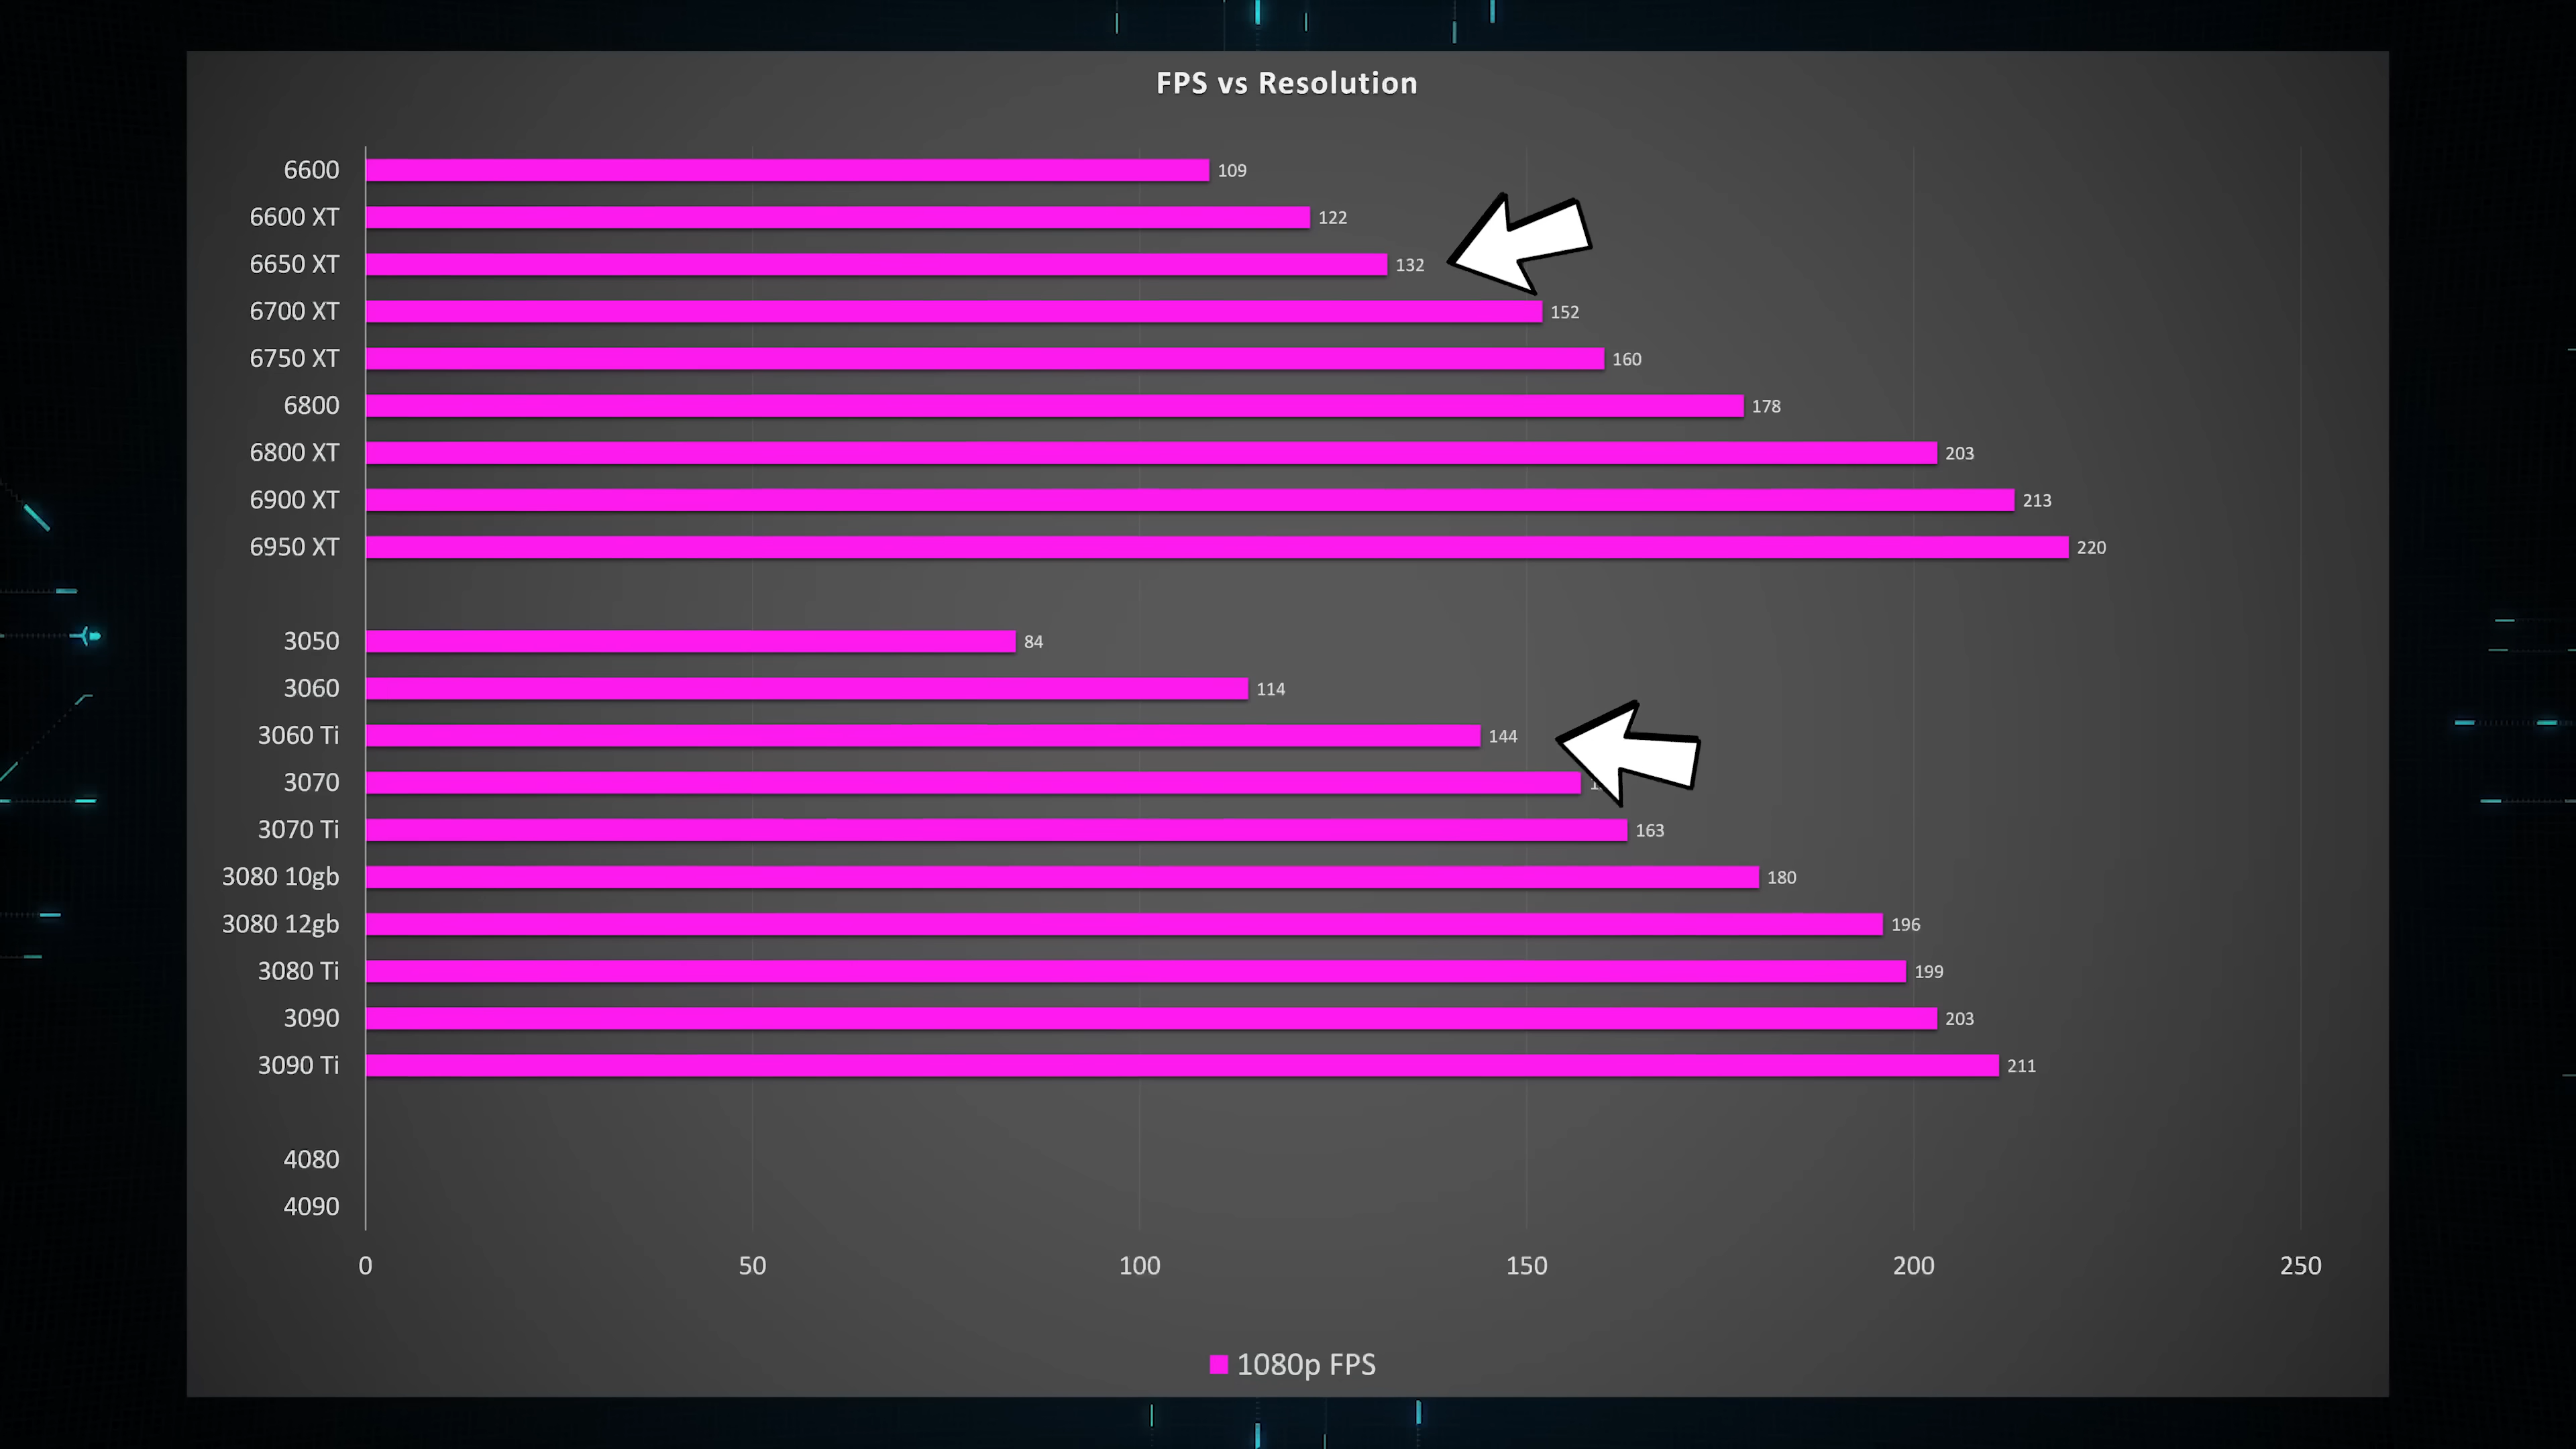 FPS vs Resolution
6600 109
6600 XT 122
6650 XT 132
6700 XT 152
6750 XT 160
6800 178
6800 XT 203
6900 XT 213
6950 XT 220
3050 84
3060 114
3060 Ti 144
3070
3070 Ti 163
3080 10gb 180
3080 12gb 196
3080 Ti 199
3090 203
3090 Ti 211
4080
4090
0 50 100 150 200 250
1080p FPS